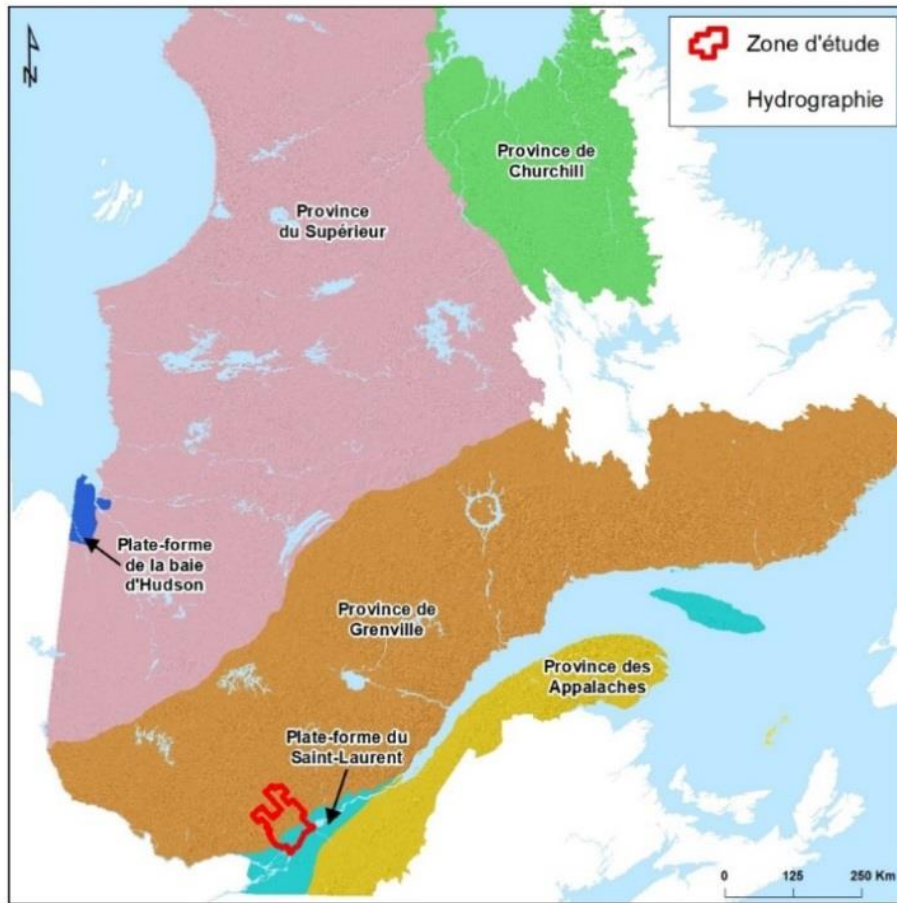 N
Zone d'étude
Hydrographie
Province de
Churchill
Province
du Supérieur
Plate-forme
de la baie
d'Hudson
Province de
Grenville
Province des
Appalaches
Plate-forme du
Saint-Laurent
0 125 250 Km